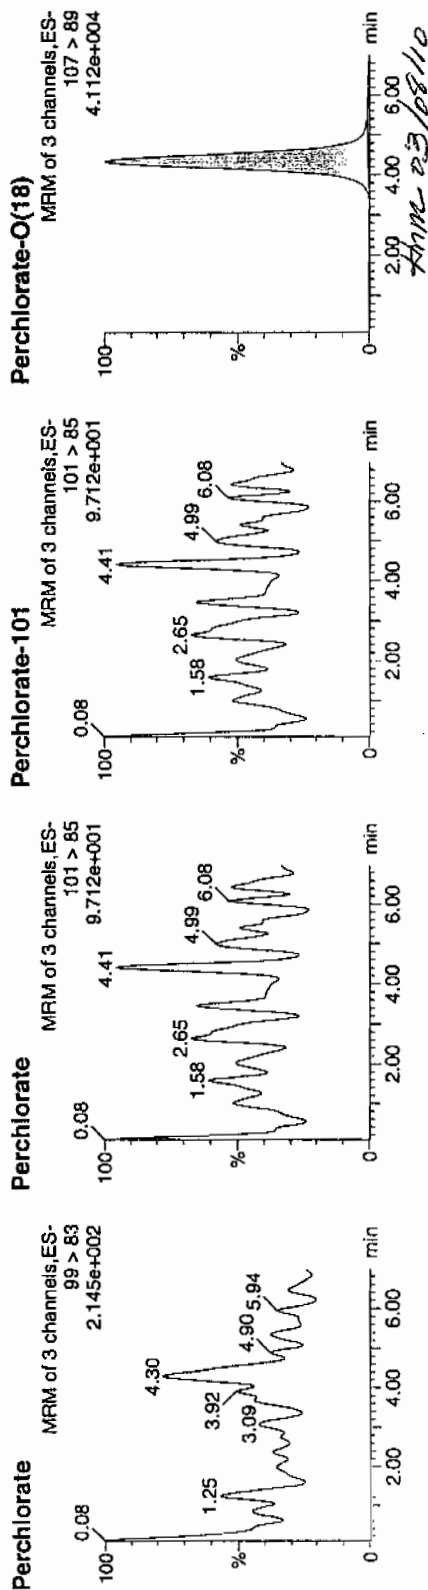 Perchlorate
MRM of 3 channels,ES-
99 > 83
2.145e+002
100
%
0
0.08
1.25
3.09
3.92
4.30
4.90
5.94
2.00
4.00
6.00
min
Perchlorate
MRM of 3 channels,ES-
101 > 85
9.712e+001
100
%
0
0.08
1.58
2.65
4.41
4.99
6.08
2.00
4.00
6.00
min
Perchlorate-101
MRM of 3 channels,ES-
101 > 85
9.712e+001
100
%
0
0.08
1.58
2.65
4.41
4.99
6.08
2.00
4.00
6.00
min
Perchlorate-O(18)
MRM of 3 channels,ES-
107 > 89
4.112e+004
100
%
0
2.00
4.00
6.00
min
03/08/10